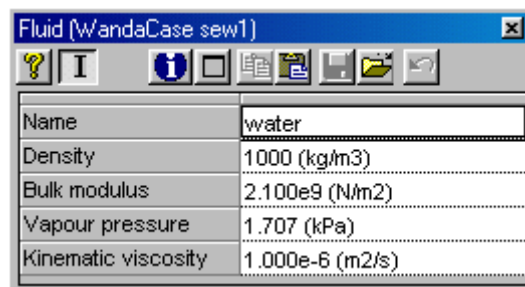 Fluid (WandaCase sew1)
Name water
Density 1000 (kg/m3)
Bulk modulus 2.100e9 (N/m2)
Vapour pressure 1.707 (kPa)
Kinematic viscosity 1.000e-6 (m2/s)